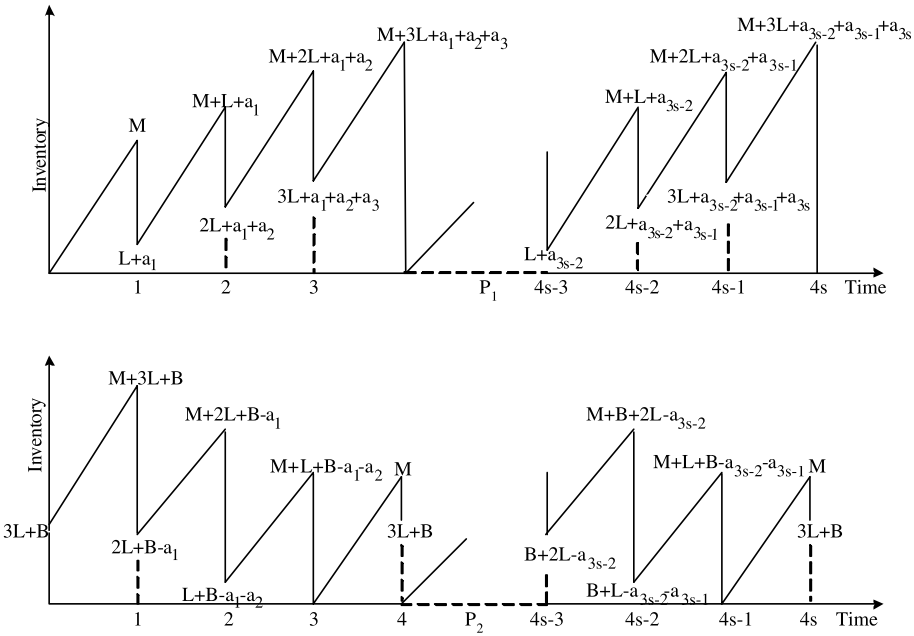 M+3L+a3s-2+a3s-1+a3s
M+3L+a1+a2+a3
M+2L+a1+a2
M+2L+a3s-2+a3s-1
M+L+a1
M+L+a3s-2
M
Inventory
3L+a1+a2+a3
3L+a3s-2+a3s-1+a3s
2L+a1+a2
2L+a3s-2+a3s-1
L+a1
L+a3s-2
1 2 3 P1 4s-3 4s-2 4s-1 4s Time
M+3L+B
M+2L+B-a1
M+B+2L-a3s-2
M+L+B-a1-a2
M
M+L+B-a3s-2-a3s-1
M
Inventory
3L+B
3L+B
3L+B
2L+B-a1
B+2L-a3s-2
L+B-a1-a2
B+L-a3s-2-a3s-1
1 2 3 4 P2 4s-3 4s-2 4s-1 4s Time